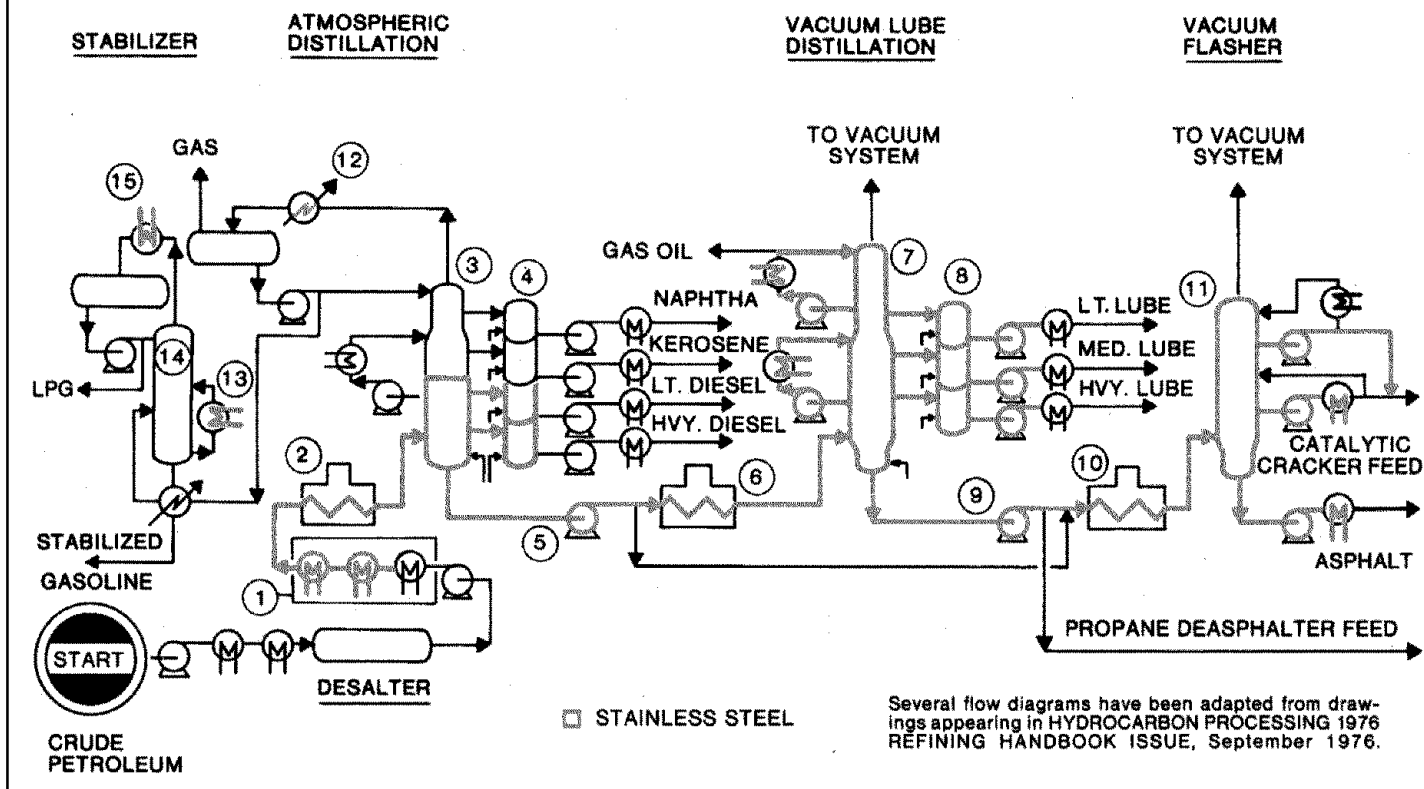 STABILIZER
ATMOSPHERIC
DISTILLATION
VACUUM LUBE
DISTILLATION
VACUUM
FLASHER
GAS
15
12
3
4
14
13
LPG
2
STABILIZED
GASOLINE
1
START
CRUDE
PETROLEUM
DESALTER
NAPHTHA
KEROSENE
LT. DIESEL
HVY. DIESEL
5
6
TO VACUUM
SYSTEM
GAS OIL
7
8
LT. LUBE
MED. LUBE
HVY. LUBE
9
10
TO VACUUM
SYSTEM
11
CATALYTIC
CRACKER FEED
ASPHALT
PROPANE DEASPHALTER FEED
STAINLESS STEEL
Several flow diagrams have been adapted from draw-
ings appearing in HYDROCARBON PROCESSING 1976
REFINING HANDBOOK ISSUE, September 1976.